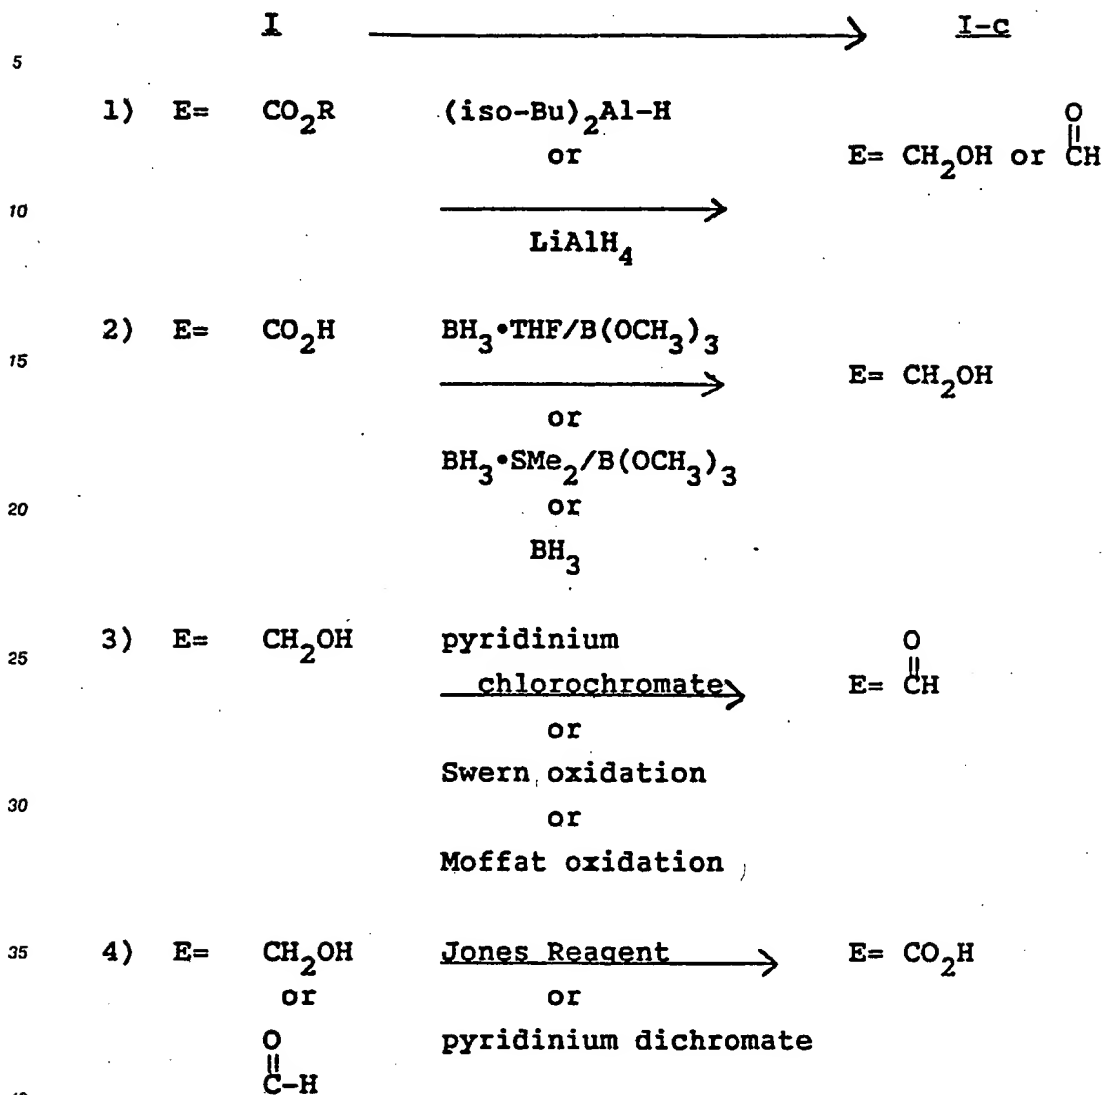 I I-c
5
1) E= CO2R (iso-Bu)2Al-H O
or E= CH2OH or CH
10
LiAlH4
2) E= CO2H BH3•THF/B(OCH3)3
15 E= CH2OH
or
BH3•SMe2/B(OCH3)3
20 or
BH3
3) E= CH2OH pyridinium O
25 chlorochromate E= CH
or
Swern oxidation
30 or
Moffat oxidation
35 4) E= CH2OH Jones Reagent E= CO2H
or or
O pyridinium dichromate
C-H